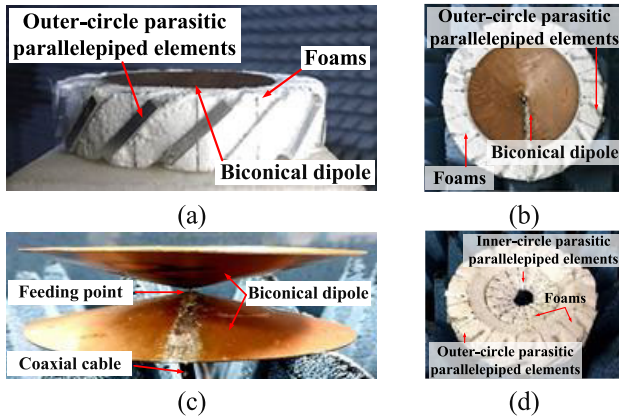 Outer-circle parasitic
parallelepiped elements
Foams
Biconical dipole
(a)
Outer-circle parasitic
parallelepiped elements
Biconical dipole
Foams
(b)
Feeding point
Biconical dipole
Coaxial cable
(c)
Inner-circle parasitic
parallelepiped elements
Foams
Outer-circle parasitic
parallelepiped elements
(d)